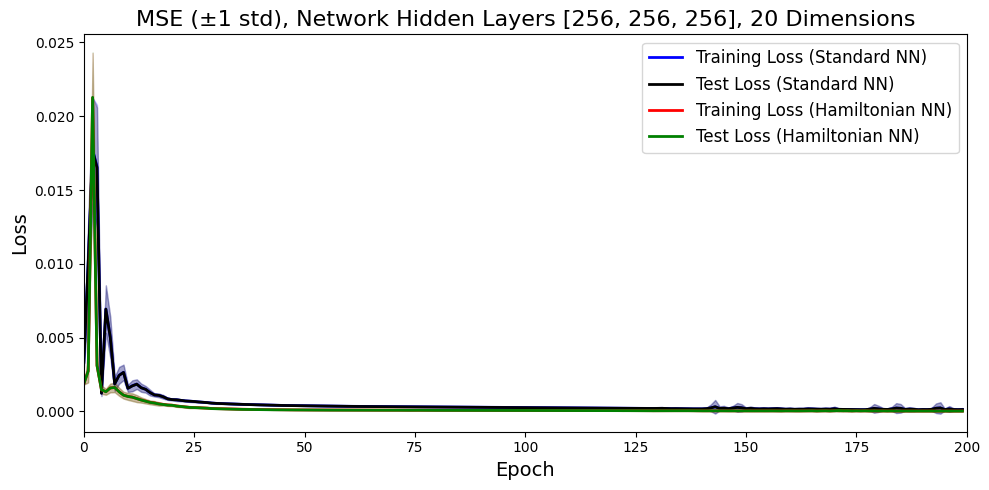 MSE (±1 std), Network Hidden Layers [256, 256, 256], 20 Dimensions
Training Loss (Standard NN)
Test Loss (Standard NN)
Training Loss (Hamiltonian NN)
Test Loss (Hamiltonian NN)
Loss
0.025
0.020
0.015
0.010
0.005
0.000
0 25 50 75 100 125 150 175 200
Epoch